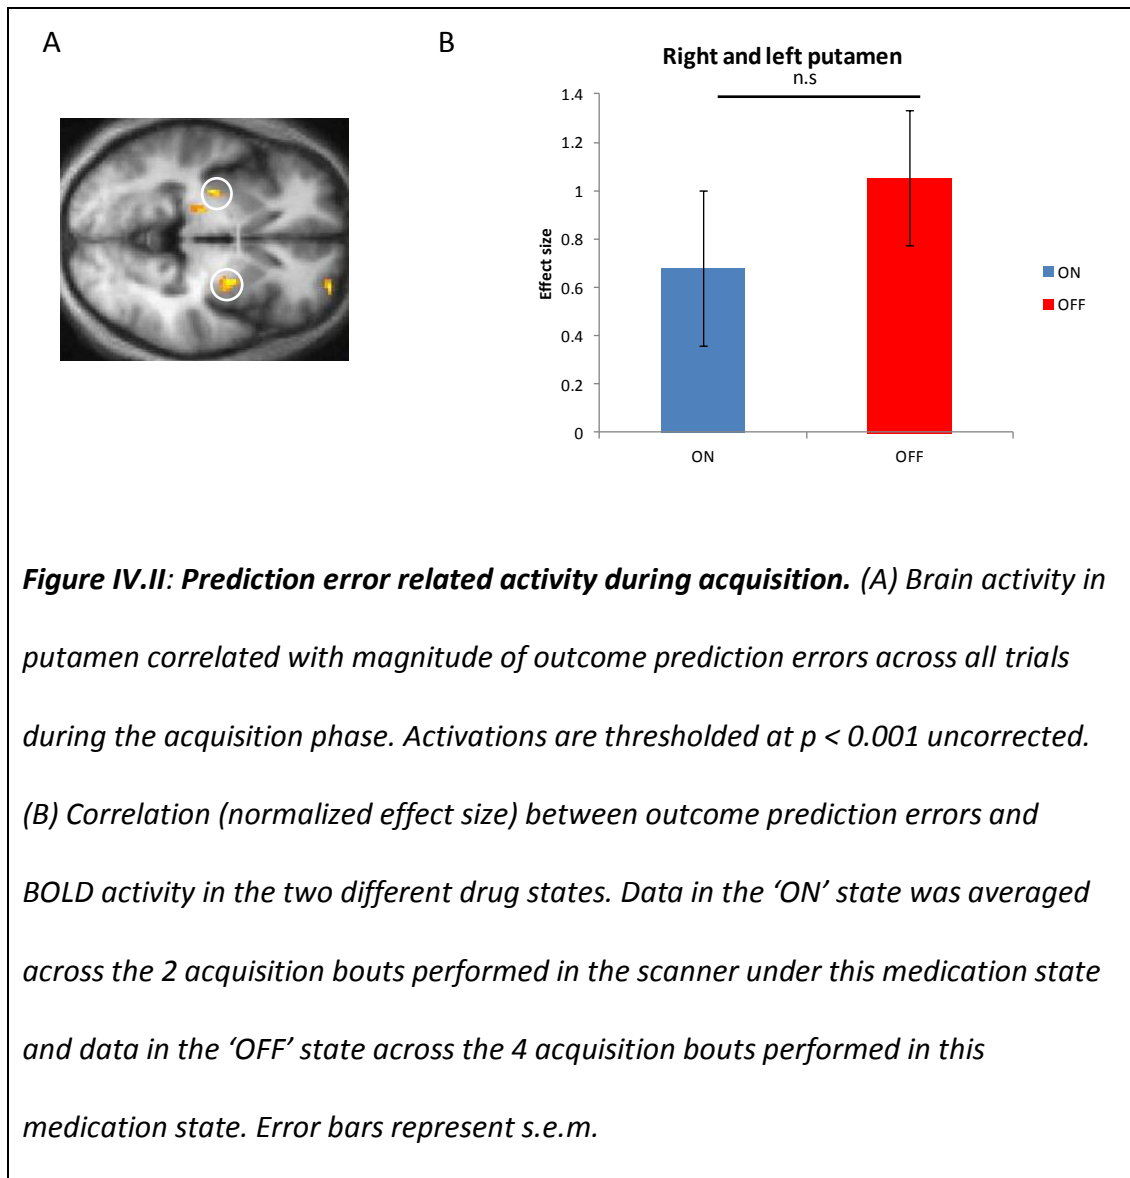 A
B
Right and left putamen
n.s
1.4
1.2
1
0.8
0.6
0.4
0.2
0
Effect size
ON
OFF
ON
OFF
Figure IV.II: Prediction error related activity during acquisition. (A) Brain activity in
putamen correlated with magnitude of outcome prediction errors across all trials
during the acquisition phase. Activations are thresholded at p < 0.001 uncorrected.
(B) Correlation (normalized effect size) between outcome prediction errors and
BOLD activity in the two different drug states. Data in the ‘ON’ state was averaged
across the 2 acquisition bouts performed in the scanner under this medication state
and data in the ‘OFF’ state across the 4 acquisition bouts performed in this
medication state. Error bars represent s.e.m.